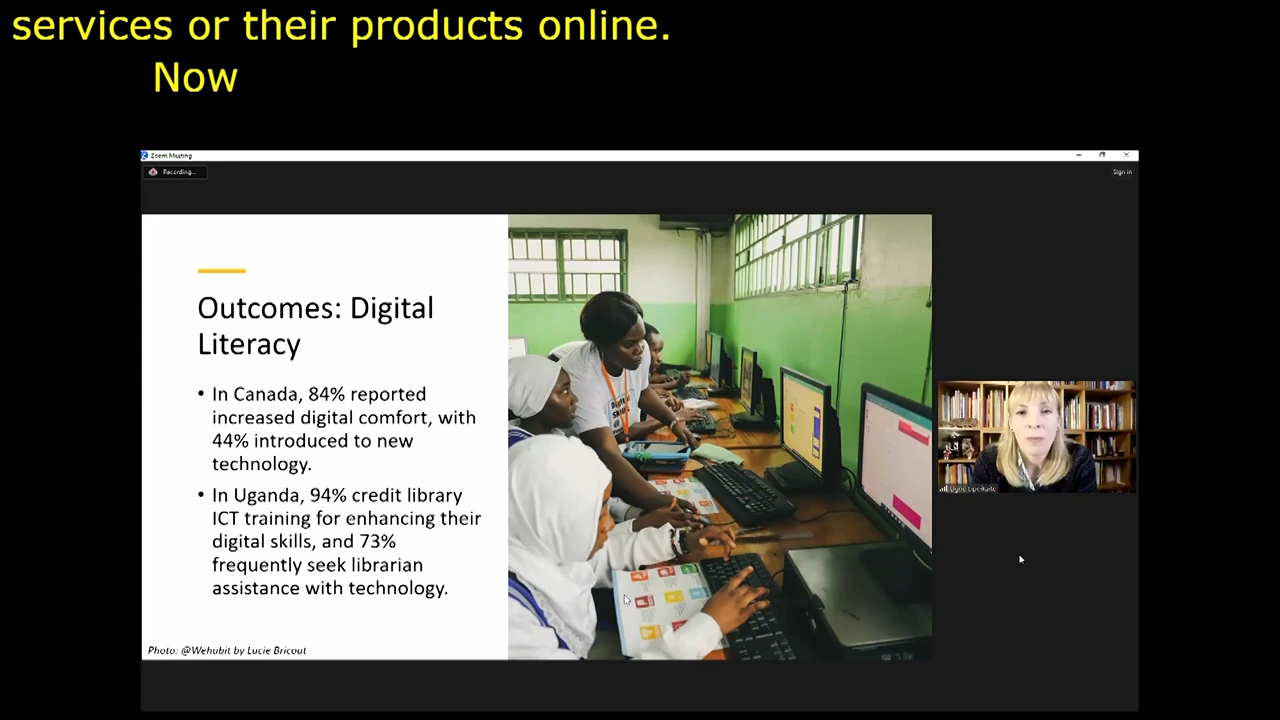 services or their products online.
Now
Zoom Meeting
Recording...
Sign in
Outcomes: Digital
Literacy
• In Canada, 84% reported
increased digital comfort, with
44% introduced to new
technology.
• In Uganda, 94% credit library
ICT training for enhancing their
digital skills, and 73%
frequently seek librarian
assistance with technology.
Photo: @Wehubit by Lucie Bricout